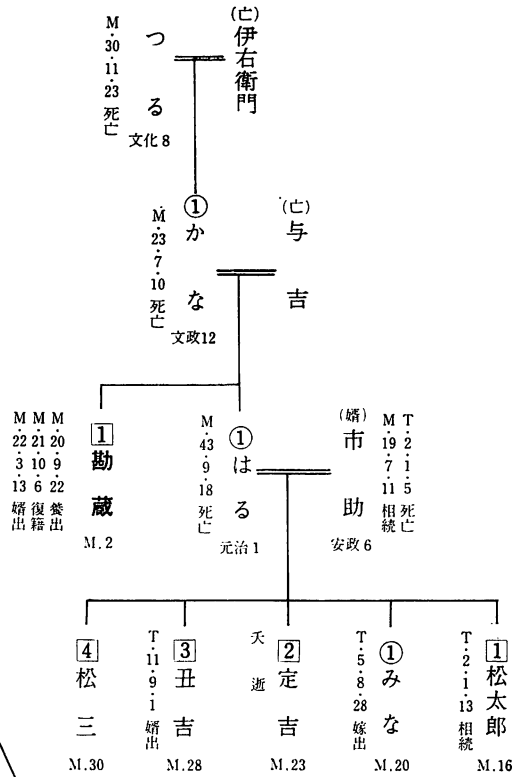 (亡)伊右衛門
つる
M・30・11・23 死亡
文化8
(亡)与吉
①かな
M・23・7・10 死亡
文政12
T・2・1・5 死亡
M・19・7・11 相続
(婿)市助
安政6
①はる
M・43・9・18 死亡
元治1
1勘蔵
M・20・9・22 養出
M・21・10・6 復籍
M・22・3・13 婿出
M.2
1松太郎
T・2・1・13 相続
M.16
①みな
T・5・8・28 嫁出
M.20
2定吉
夭逝
M.23
3丑吉
T・11・9・1 婿出
M.28
4松三
M.30